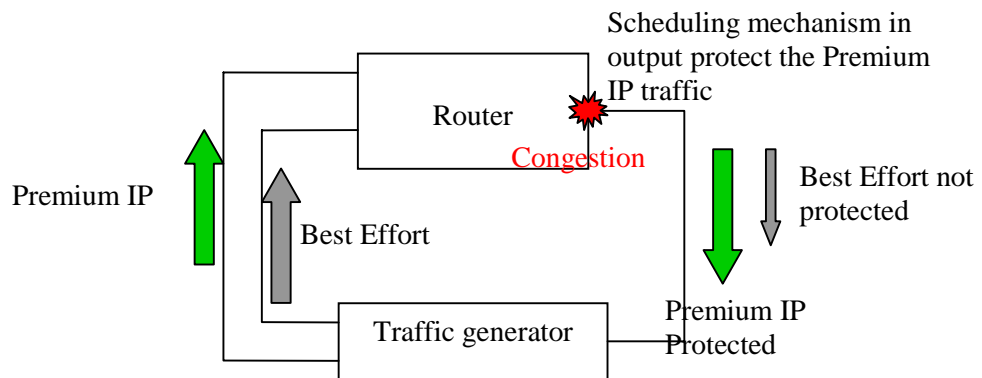 Scheduling mechanism in
output protect the Premium
IP traffic
Router
Congestion
Premium IP
Best Effort
Best Effort not
protected
Premium IP
Protected
Traffic generator